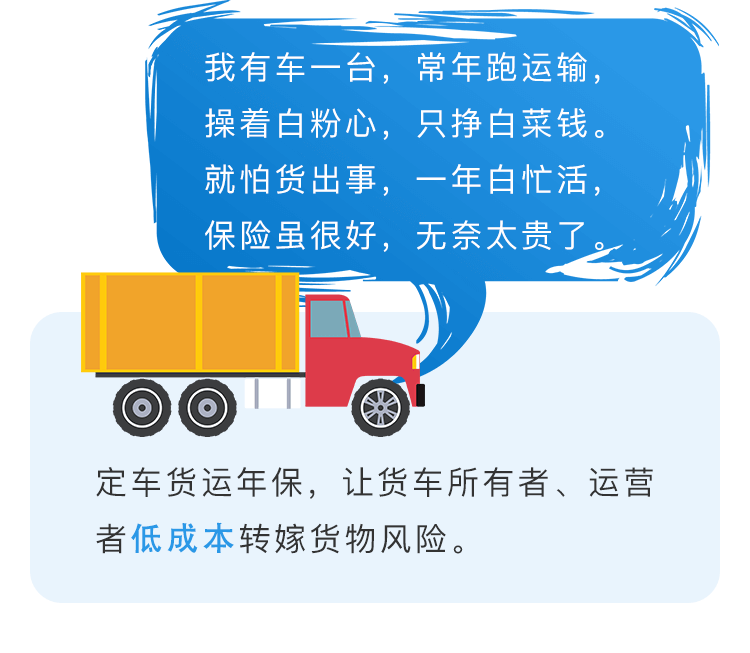 我有车一台，常年跑运输，
操着白粉心，只挣白菜钱。
就怕货出事，一年白忙活，
保险虽很好，无奈太贵了。
定车货运年保，让货车所有者、运营
者低成本转嫁货物风险。